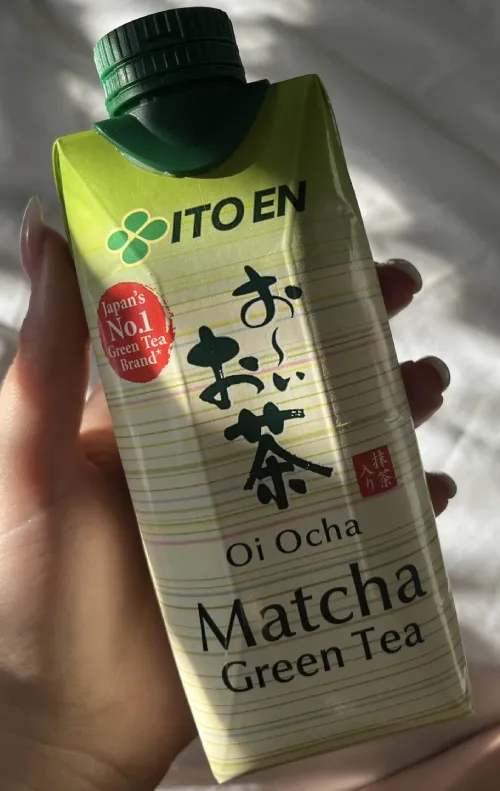 ITO EN
Japan's
No.1
Green Tea
Brand*
お～い
お茶
抹茶
入り
Oi Ocha
Matcha
Green Tea